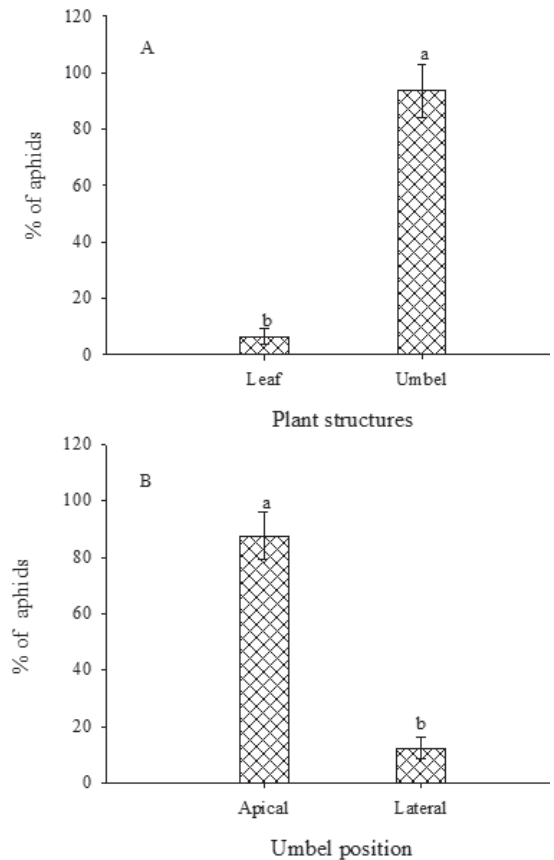 120
A
a
100
80
60
40
20
b
0
% of aphids
Leaf Umbel
Plant structures
120
B
a
100
80
60
40
20
b
0
% of aphids
Apical Lateral
Umbel position